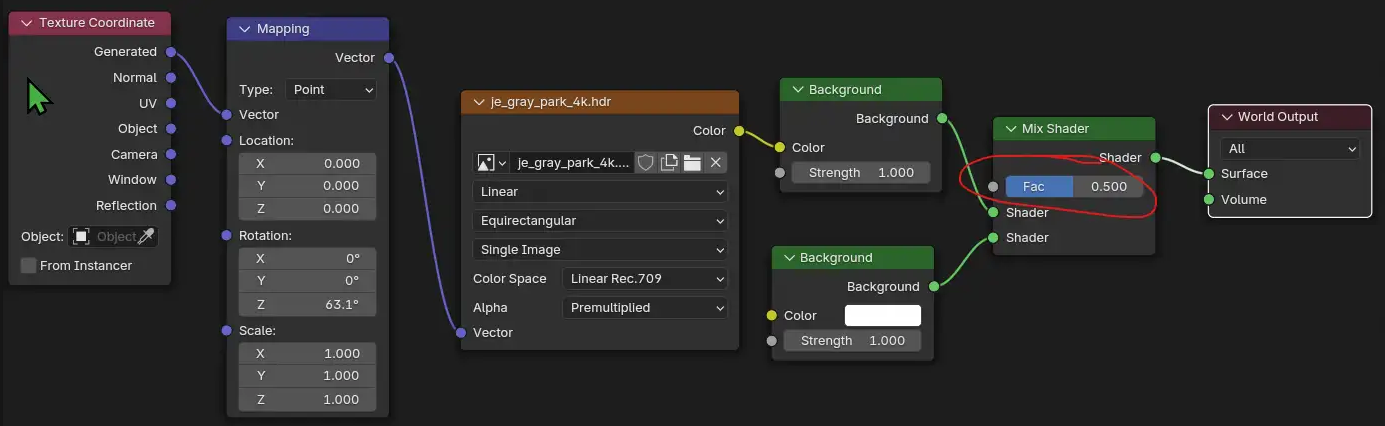 Texture Coordinate
Generated
Normal
UV
Object
Camera
Window
Reflection
Object: Object
From Instancer
Mapping
Vector
Type: Point
Vector
Location:
X 0.000
Y 0.000
Z 0.000
Rotation:
X 0°
Y 0°
Z 63.1°
Scale:
X 1.000
Y 1.000
Z 1.000
je_gray_park_4k.hdr
Color
je_gray_park_4k....
Linear
Equirectangular
Single Image
Color Space Linear Rec.709
Alpha Premultiplied
Vector
Background
Background
Color
Strength 1.000
Background
Background
Color
Strength 1.000
Mix Shader
Shader
Fac 0.500
Shader
Shader
World Output
All
Surface
Volume